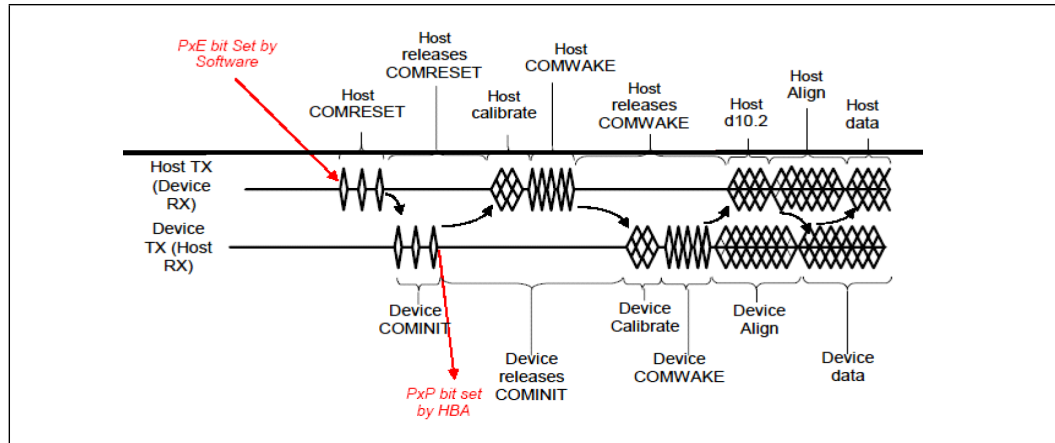 PxE bit Set by
Software
Host
releases
COMRESET
Host
COMWAKE
Host
COMRESET
Host
calibrate
Host
releases
COMWAKE
Host
d10.2
Host
Align
Host
data
Host TX
(Device
RX)
Device
TX (Host
RX)
Device
COMINIT
Device
releases
COMINIT
Device
Calibrate
Device
COMWAKE
Device
Align
Device
data
PxP bit set
by HBA